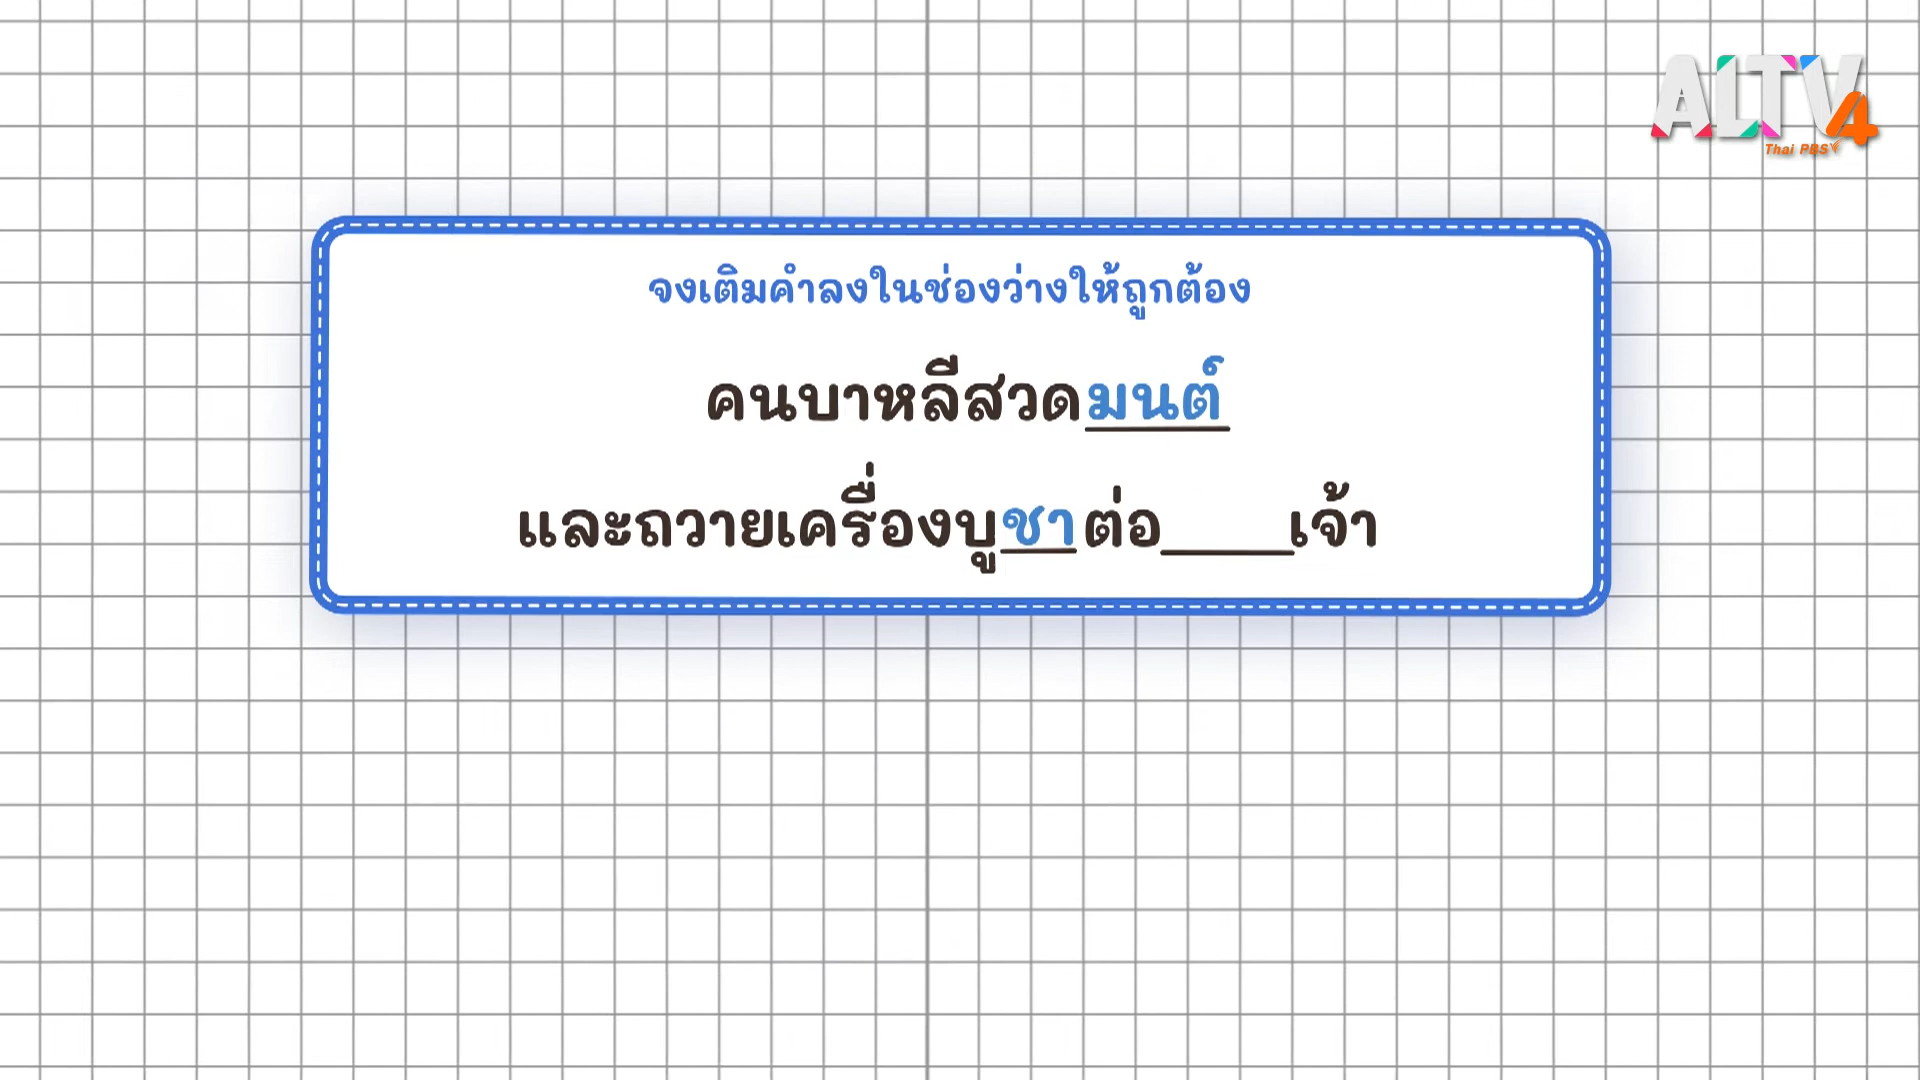 ALTV4
Thai PBS
จงเติมคำลงในช่องว่างให้ถูกต้อง
คนบาหลีสวดมนต์
และถวายเครื่องบูชาต่อ____เจ้า